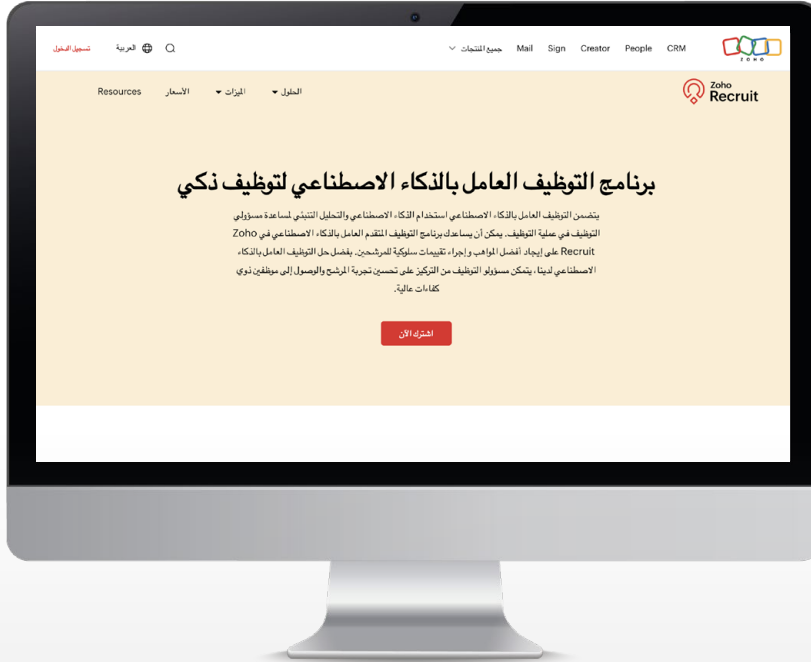 ZOHO
CRM People Creator Sign Mail جميع المنتجات
العربية تسجيل الدخول
Zoho
Recruit
الحلول الميزات الأسعار Resources
برنامج التوظيف العامل بالذكاء الاصطناعي لتوظيف ذكي
يتضمن التوظيف العامل بالذكاء الاصطناعي استخدام الذكاء الاصطناعي والتحليل التنبئي لمساعدة مسؤولي
التوظيف في عملية التوظيف. يمكن أن يساعدك برنامج التوظيف المتقدم العامل بالذكاء الاصطناعي في Zoho
Recruit على إيجاد أفضل المواهب وإجراء تقييمات سلوكية للمرشحين. بفضل حل التوظيف العامل بالذكاء
الاصطناعي لدينا، يتمكن مسؤولو التوظيف من التركيز على تحسين تجربة المرشح والوصول إلى موظفين ذوي
كفاءات عالية.
اشترك الآن